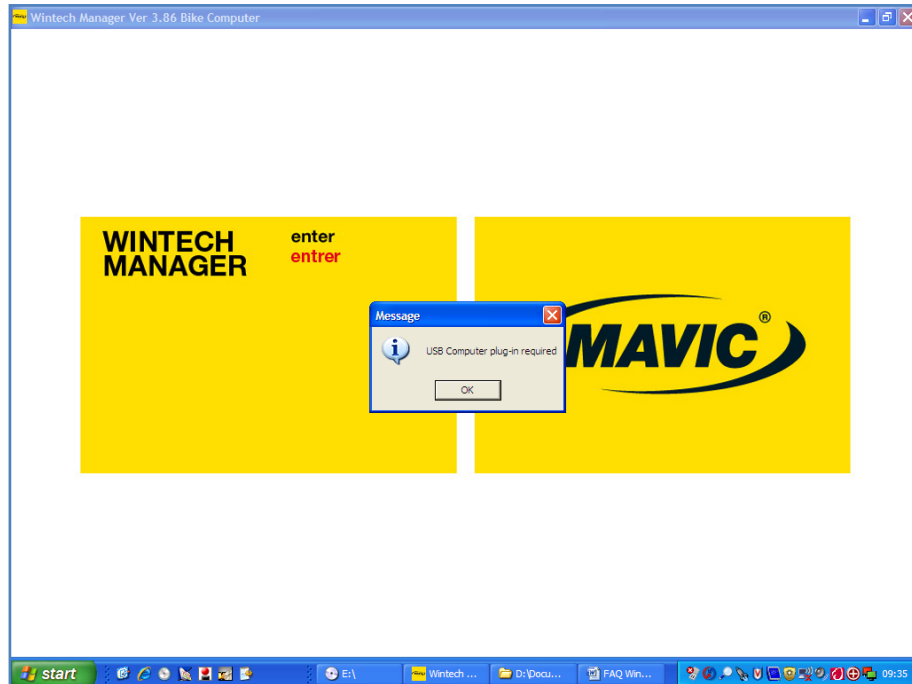 Wintech Manager Ver 3.86 Bike Computer
WINTECH
MANAGER
enter
entrer
Message
USB Computer plug-in required
OK
MAVIC®
start
E:\
Wintech ...
D:\Docu...
FAQ Win...
09:35